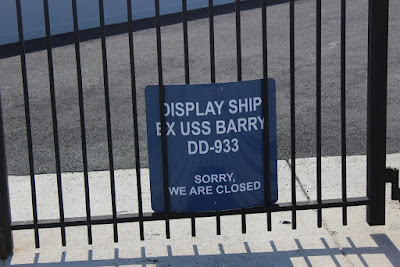 DISPLAY SHIP
EX USS BARRY
DD-933
SORRY,
WE ARE CLOSED